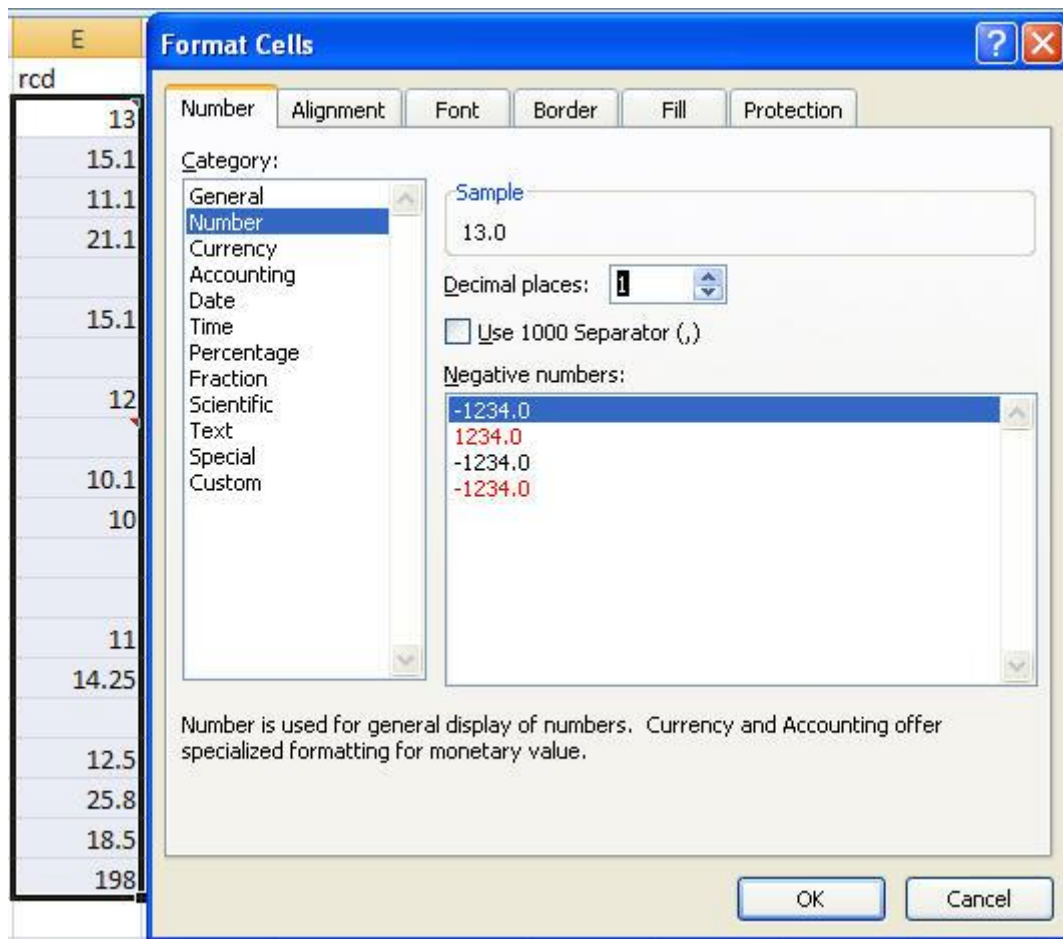 E
rcd
13
15.1
11.1
21.1
15.1
12
10.1
10
11
14.25
12.5
25.8
18.5
198
Format Cells
?
Number Alignment Font Border Fill Protection
Category:
General
Number
Currency
Accounting
Date
Time
Percentage
Fraction
Scientific
Text
Special
Custom
Sample
13.0
Decimal places: 1
Use 1000 Separator (,)
Negative numbers:
-1234.0
1234.0
-1234.0
-1234.0
Number is used for general display of numbers. Currency and Accounting offer
specialized formatting for monetary value.
OK Cancel